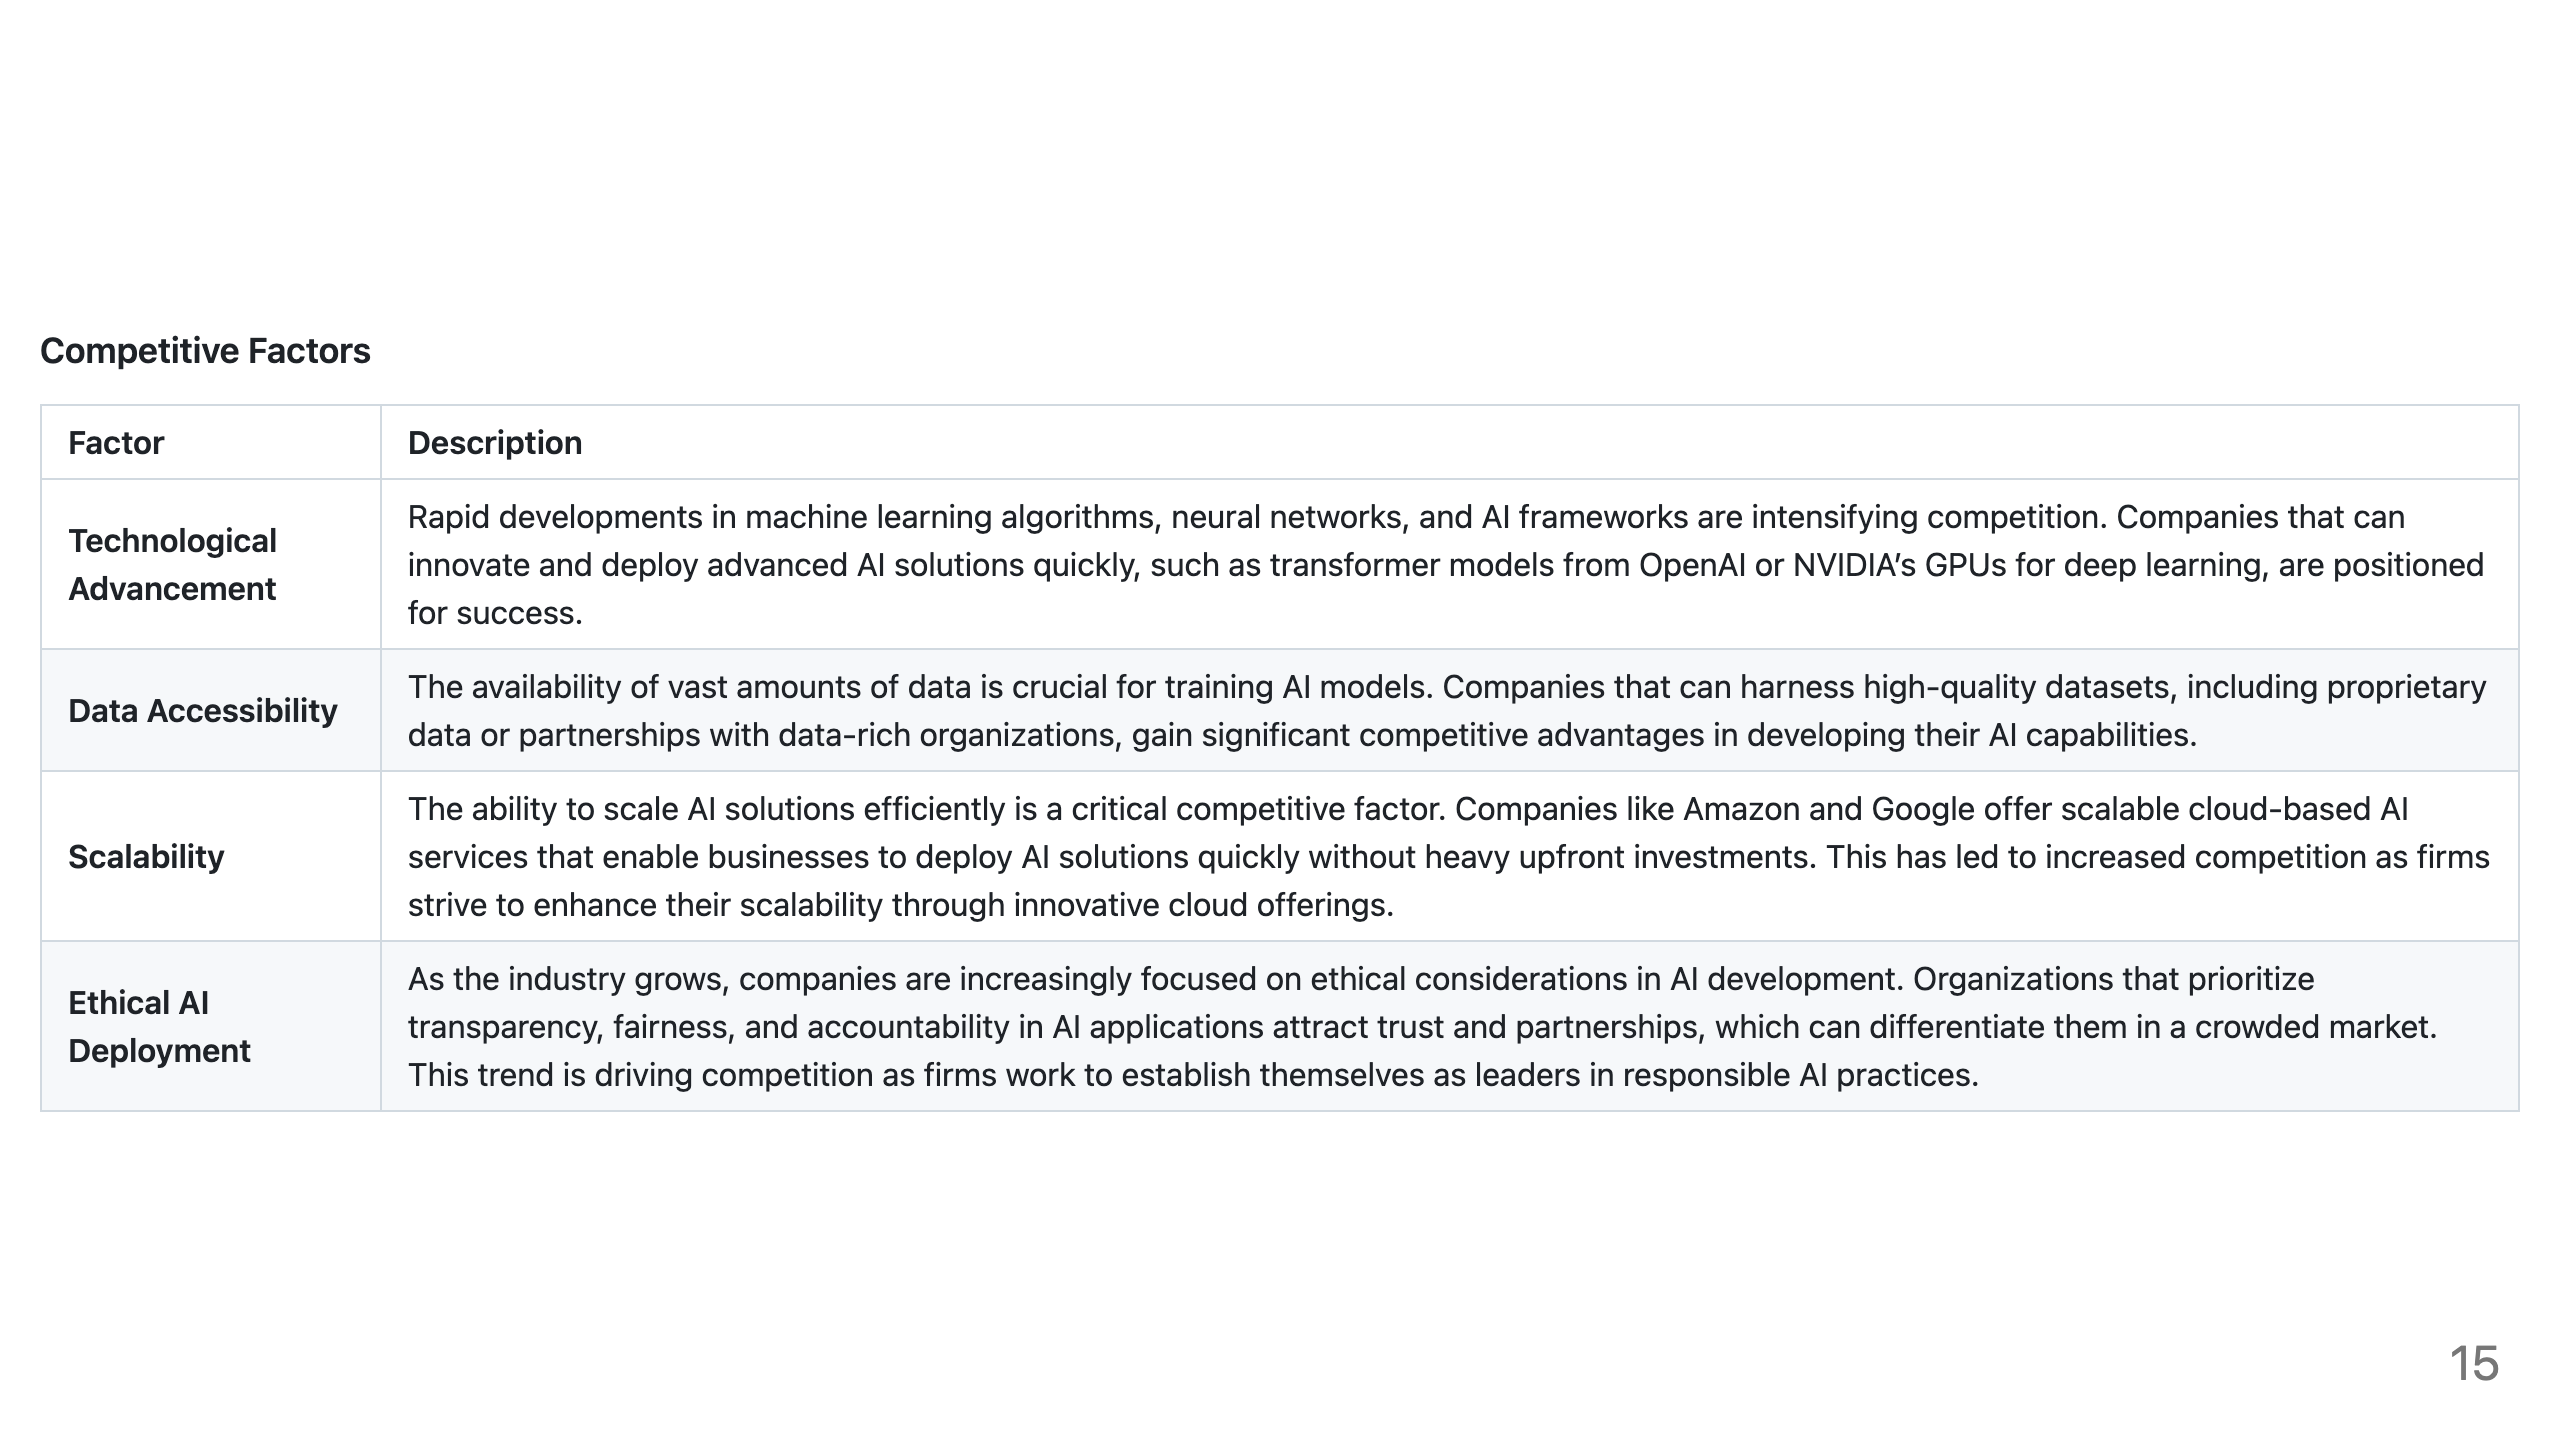 Competitive Factors
Factor
Description
Technological
Advancement
Rapid developments in machine learning algorithms, neural networks, and AI frameworks are intensifying competition. Companies that can
innovate and deploy advanced AI solutions quickly, such as transformer models from OpenAI or NVIDIA’s GPUs for deep learning, are positioned
for success.
Data Accessibility
The availability of vast amounts of data is crucial for training AI models. Companies that can harness high-quality datasets, including proprietary
data or partnerships with data-rich organizations, gain significant competitive advantages in developing their AI capabilities.
Scalability
The ability to scale AI solutions efficiently is a critical competitive factor. Companies like Amazon and Google offer scalable cloud-based AI
services that enable businesses to deploy AI solutions quickly without heavy upfront investments. This has led to increased competition as firms
strive to enhance their scalability through innovative cloud offerings.
Ethical AI
Deployment
As the industry grows, companies are increasingly focused on ethical considerations in AI development. Organizations that prioritize
transparency, fairness, and accountability in AI applications attract trust and partnerships, which can differentiate them in a crowded market.
This trend is driving competition as firms work to establish themselves as leaders in responsible AI practices.
15